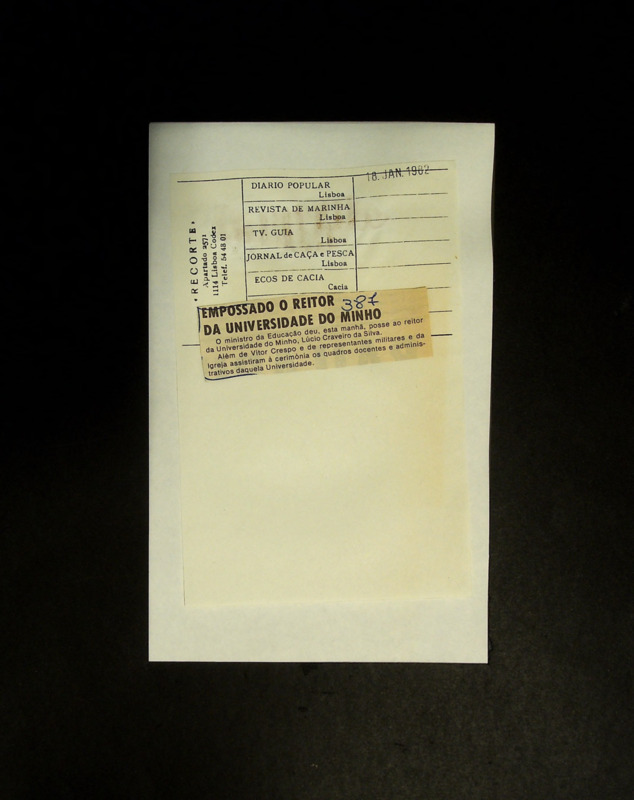 18. JAN. 1982
"RECORTE"
Apartado 2571
1114 Lisboa Codex
Telef. 54 48 01
DIARIO POPULAR
Lisboa
REVISTA DE MARINHA
Lisboa
TV. GUIA
Lisboa
JORNAL de CAÇA e PESCA
Lisboa
ECOS DE CACIA
Cacia
387
EMPOSSADO O REITOR
DA UNIVERSIDADE DO MINHO
O ministro da Educação deu, esta manhã, posse ao reitor
da Universidade do Minho, Lúcio Craveiro da Silva.
Além de Vítor Crespo e de representantes militares e da
Igreja assistiram à cerimónia os quadros docentes e adminis-
trativos daquela Universidade.